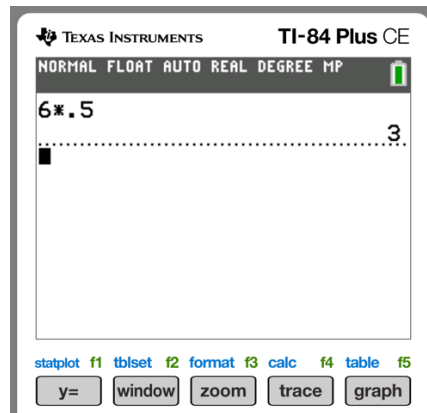 TEXAS INSTRUMENTS TI-84 Plus CE
NORMAL FLOAT AUTO REAL DEGREE MP
6*.5
3
statplot f1 tblset f2 format f3 calc f4 table f5
y= window zoom trace graph